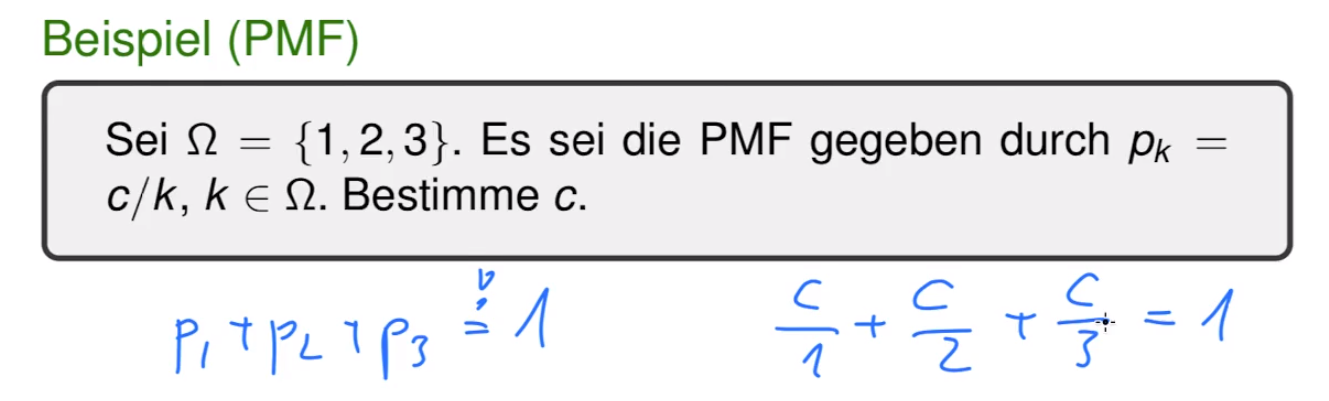 Beispiel (PMF)
Sei Ω = {1, 2, 3}. Es sei die PMF gegeben durch pₖ =
c/k, k ∈ Ω. Bestimme c.
p₁ + p₂ + p₃ = 1
c/1 + c/2 + c/3 = 1